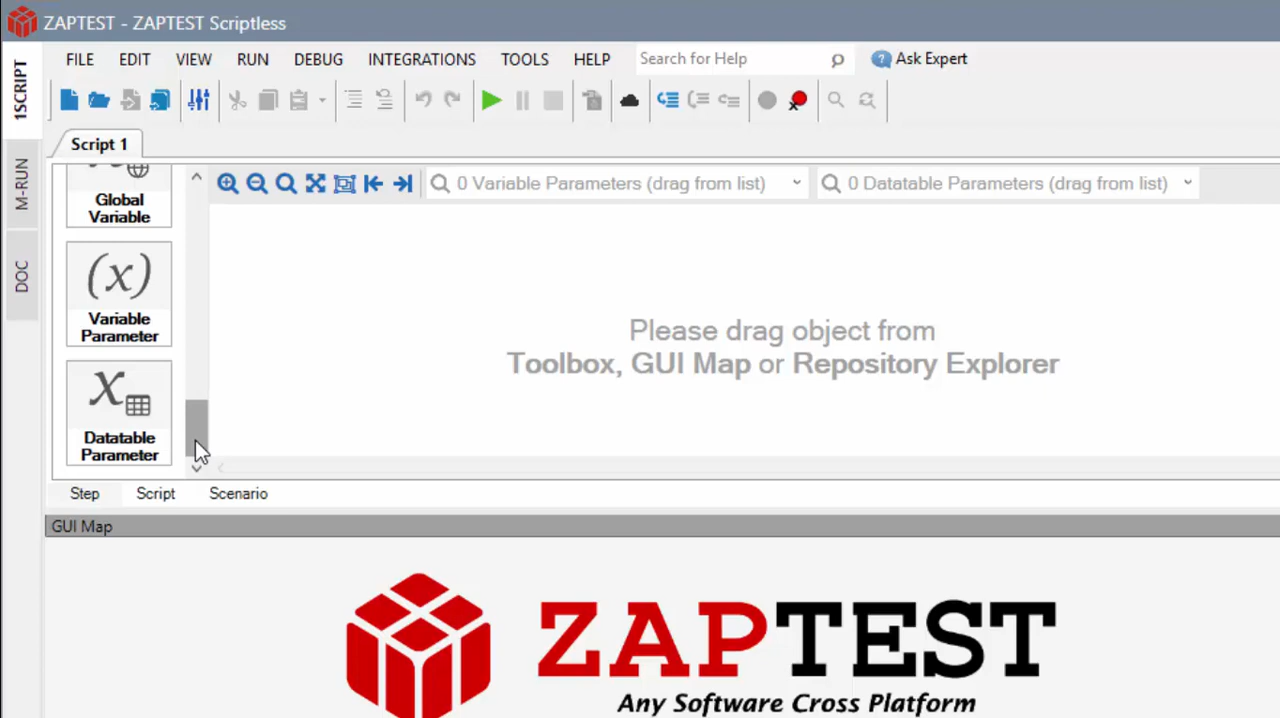 ZAPTEST - ZAPTEST Scriptless
FILE EDIT VIEW RUN DEBUG INTEGRATIONS TOOLS HELP Search for Help Ask Expert
1SCRIPT
M-RUN
DOC
Script 1
0 Variable Parameters (drag from list) 0 Datatable Parameters (drag from list)
Global
Variable
(x)
Variable
Parameter
X
Datatable
Parameter
Please drag object from
Toolbox, GUI Map or Repository Explorer
Step Script Scenario
GUI Map
ZAPTEST
Any Software Cross Platform